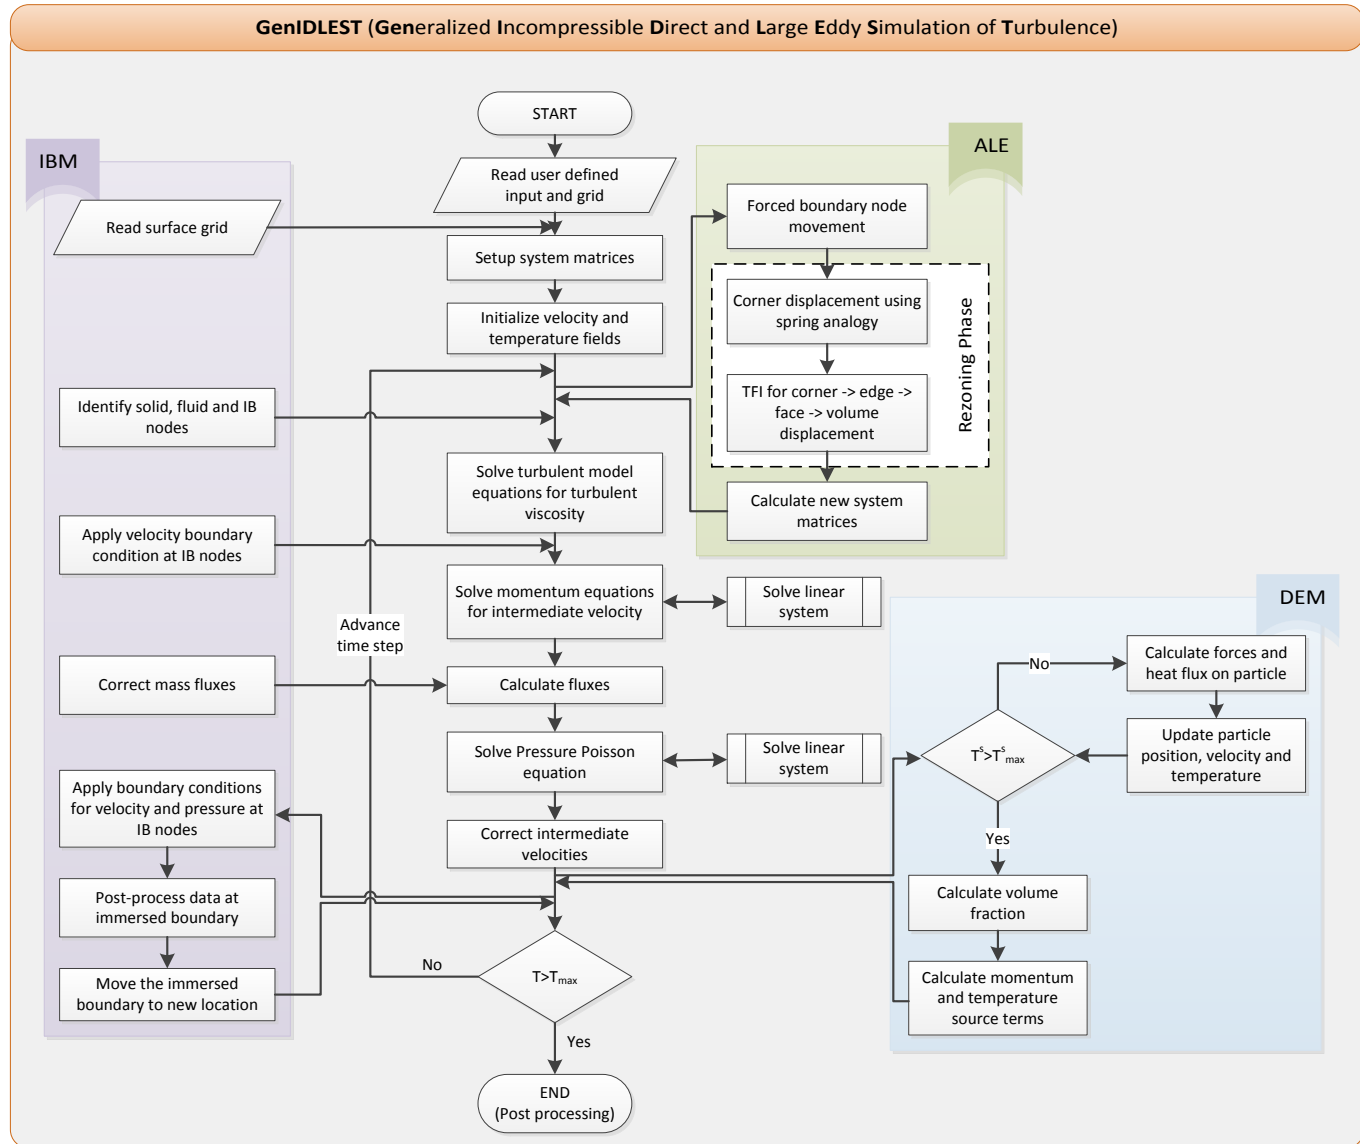 GenIDLEST (Generalized Incompressible Direct and Large Eddy Simulation of Turbulence)
START
Read user defined
input and grid
Setup system matrices
Initialize velocity and
temperature fields
Solve turbulent model
equations for turbulent
viscosity
Solve momentum equations
for intermediate velocity
Solve linear
system
Calculate fluxes
Solve Pressure Poisson
equation
Solve linear
system
Correct intermediate
velocities
T>Tmax
No
Yes
Advance
time step
END
(Post processing)
IBM
Read surface grid
Identify solid, fluid and IB
nodes
Apply velocity boundary
condition at IB nodes
Correct mass fluxes
Apply boundary conditions
for velocity and pressure at
IB nodes
Post-process data at
immersed boundary
Move the immersed
boundary to new location
ALE
Forced boundary node
movement
Corner displacement using
spring analogy
TFI for corner -> edge ->
face -> volume
displacement
Rezoning Phase
Calculate new system
matrices
DEM
No
Calculate forces and
heat flux on particle
Update particle
position, velocity and
temperature
Tˢ>Tˢmax
Yes
Calculate volume
fraction
Calculate momentum
and temperature
source terms